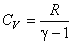 C_V = R / (γ − 1)